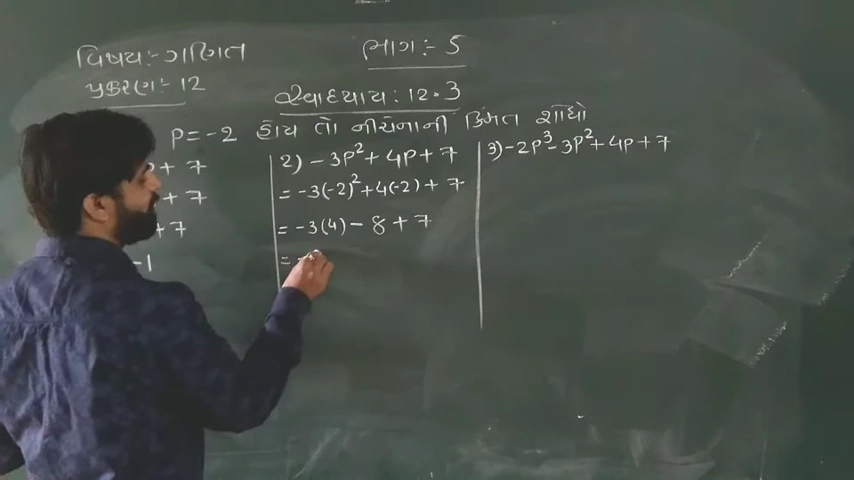 વિષય:- ગણિત
ભાગ:- 5
પ્રકરણ:- 12
સ્વાધ્યાય: 12.3
P = -2 હોય તો નીચેનાની કિંમત શોધો
+ 7
+ 7
+7
-1
2) -3p² + 4p + 7
= -3(-2)² + 4(-2) + 7
= -3(4) - 8 + 7
= -
3) -2p³ - 3p² + 4p + 7